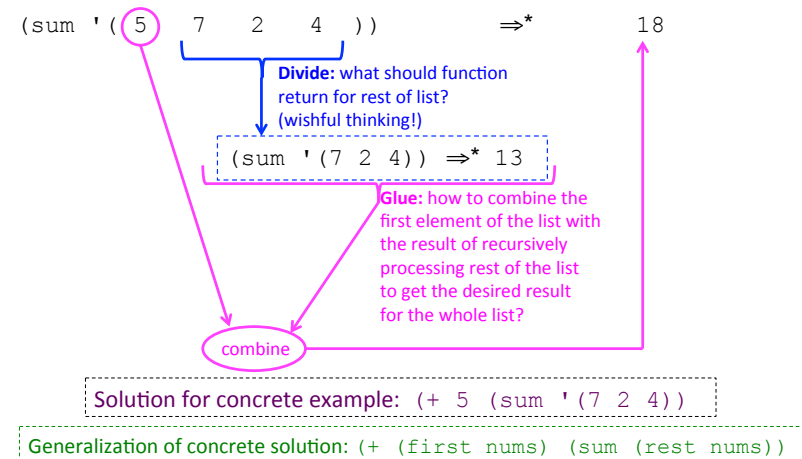 (sum '( 5 7 2 4 )) ⇒* 18
Divide: what should function
return for rest of list?
(wishful thinking!)
(sum '(7 2 4)) ⇒* 13
Glue: how to combine the
first element of the list with
the result of recursively
processing rest of the list
to get the desired result
for the whole list?
combine
Solution for concrete example: (+ 5 (sum '(7 2 4))
Generalization of concrete solution: (+ (first nums) (sum (rest nums))